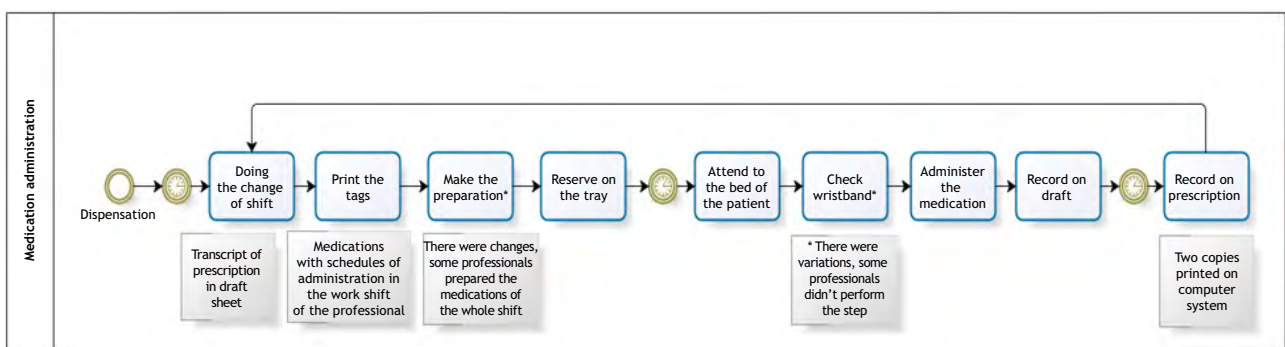 Medication administration
Dispensation
Doing
the change
of shift
Print the
tags
Make the
preparation*
Reserve on
the tray
Attend to
the bed of
the patient
Check
wristband*
Administer
the
medication
Record on
draft
Record on
prescription
Transcript of
prescription
in draft
sheet
Medications
with schedules of
administration in
the work shift
of the professional
There were changes,
some professionals
prepared the
medications of
the whole shift
* There were
variations, some
professionals
didn't perform
the step
Two copies
printed on
computer
system